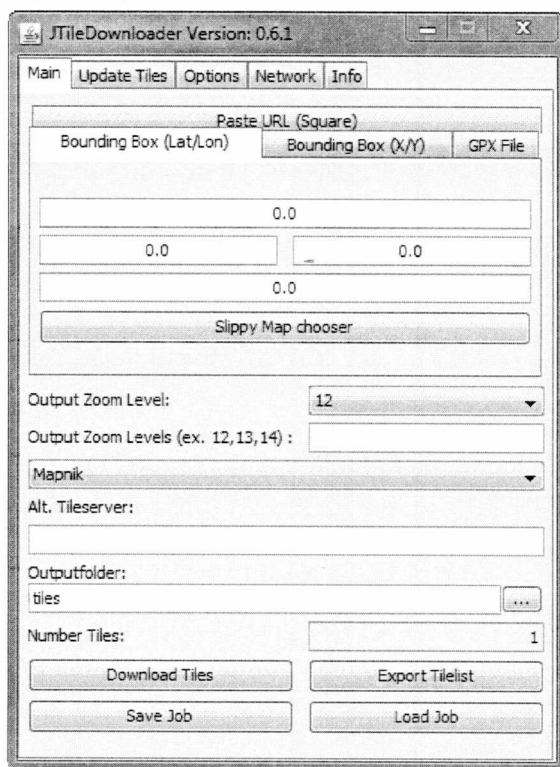 JTileDownloader Version: 0.6.1
Main Update Tiles Options Network Info
Paste URL (Square)
Bounding Box (Lat/Lon) Bounding Box (X/Y) GPX File
0.0
0.0 0.0
0.0
Slippy Map chooser
Output Zoom Level: 12
Output Zoom Levels (ex. 12,13,14) :
Mapnik
Alt. Tileserver:
Outputfolder:
tiles ...
Number Tiles: 1
Download Tiles Export Tilelist
Save Job Load Job